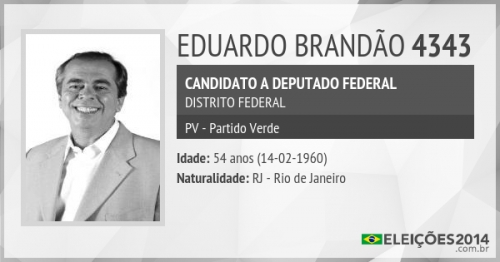 EDUARDO BRANDÃO 4343
CANDIDATO A DEPUTADO FEDERAL
DISTRITO FEDERAL
PV - Partido Verde
Idade: 54 anos (14-02-1960)
Naturalidade: RJ - Rio de Janeiro
ELEIÇÕES2014
.com.br